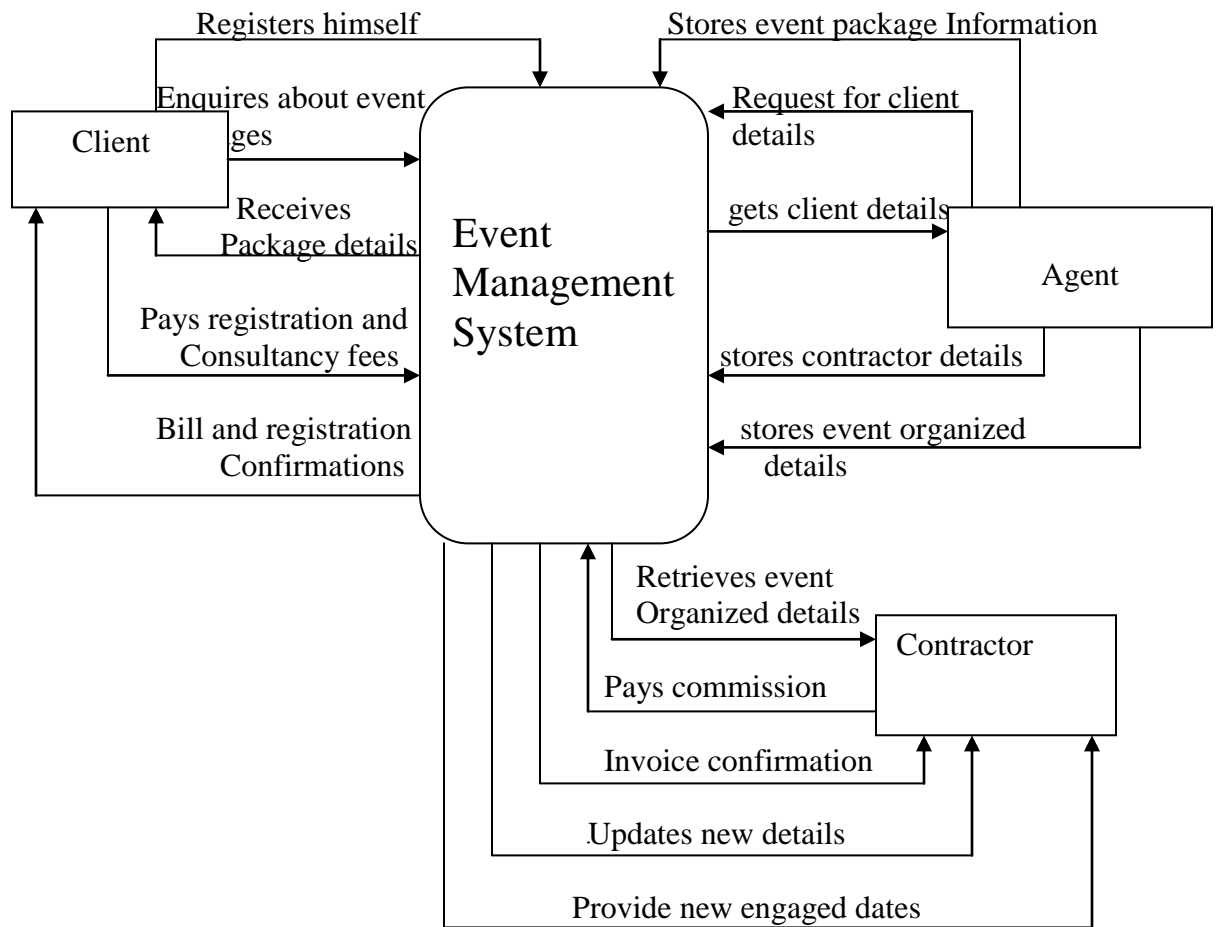 Registers himself
Stores event package Information
Enquires about event
ges
Request for client
details
Client
Receives
Package details
gets client details
Event
Management
System
Agent
Pays registration and
Consultancy fees
stores contractor details
Bill and registration
Confirmations
stores event organized
details
Retrieves event
Organized details
Contractor
Pays commission
Invoice confirmation
.Updates new details
Provide new engaged dates